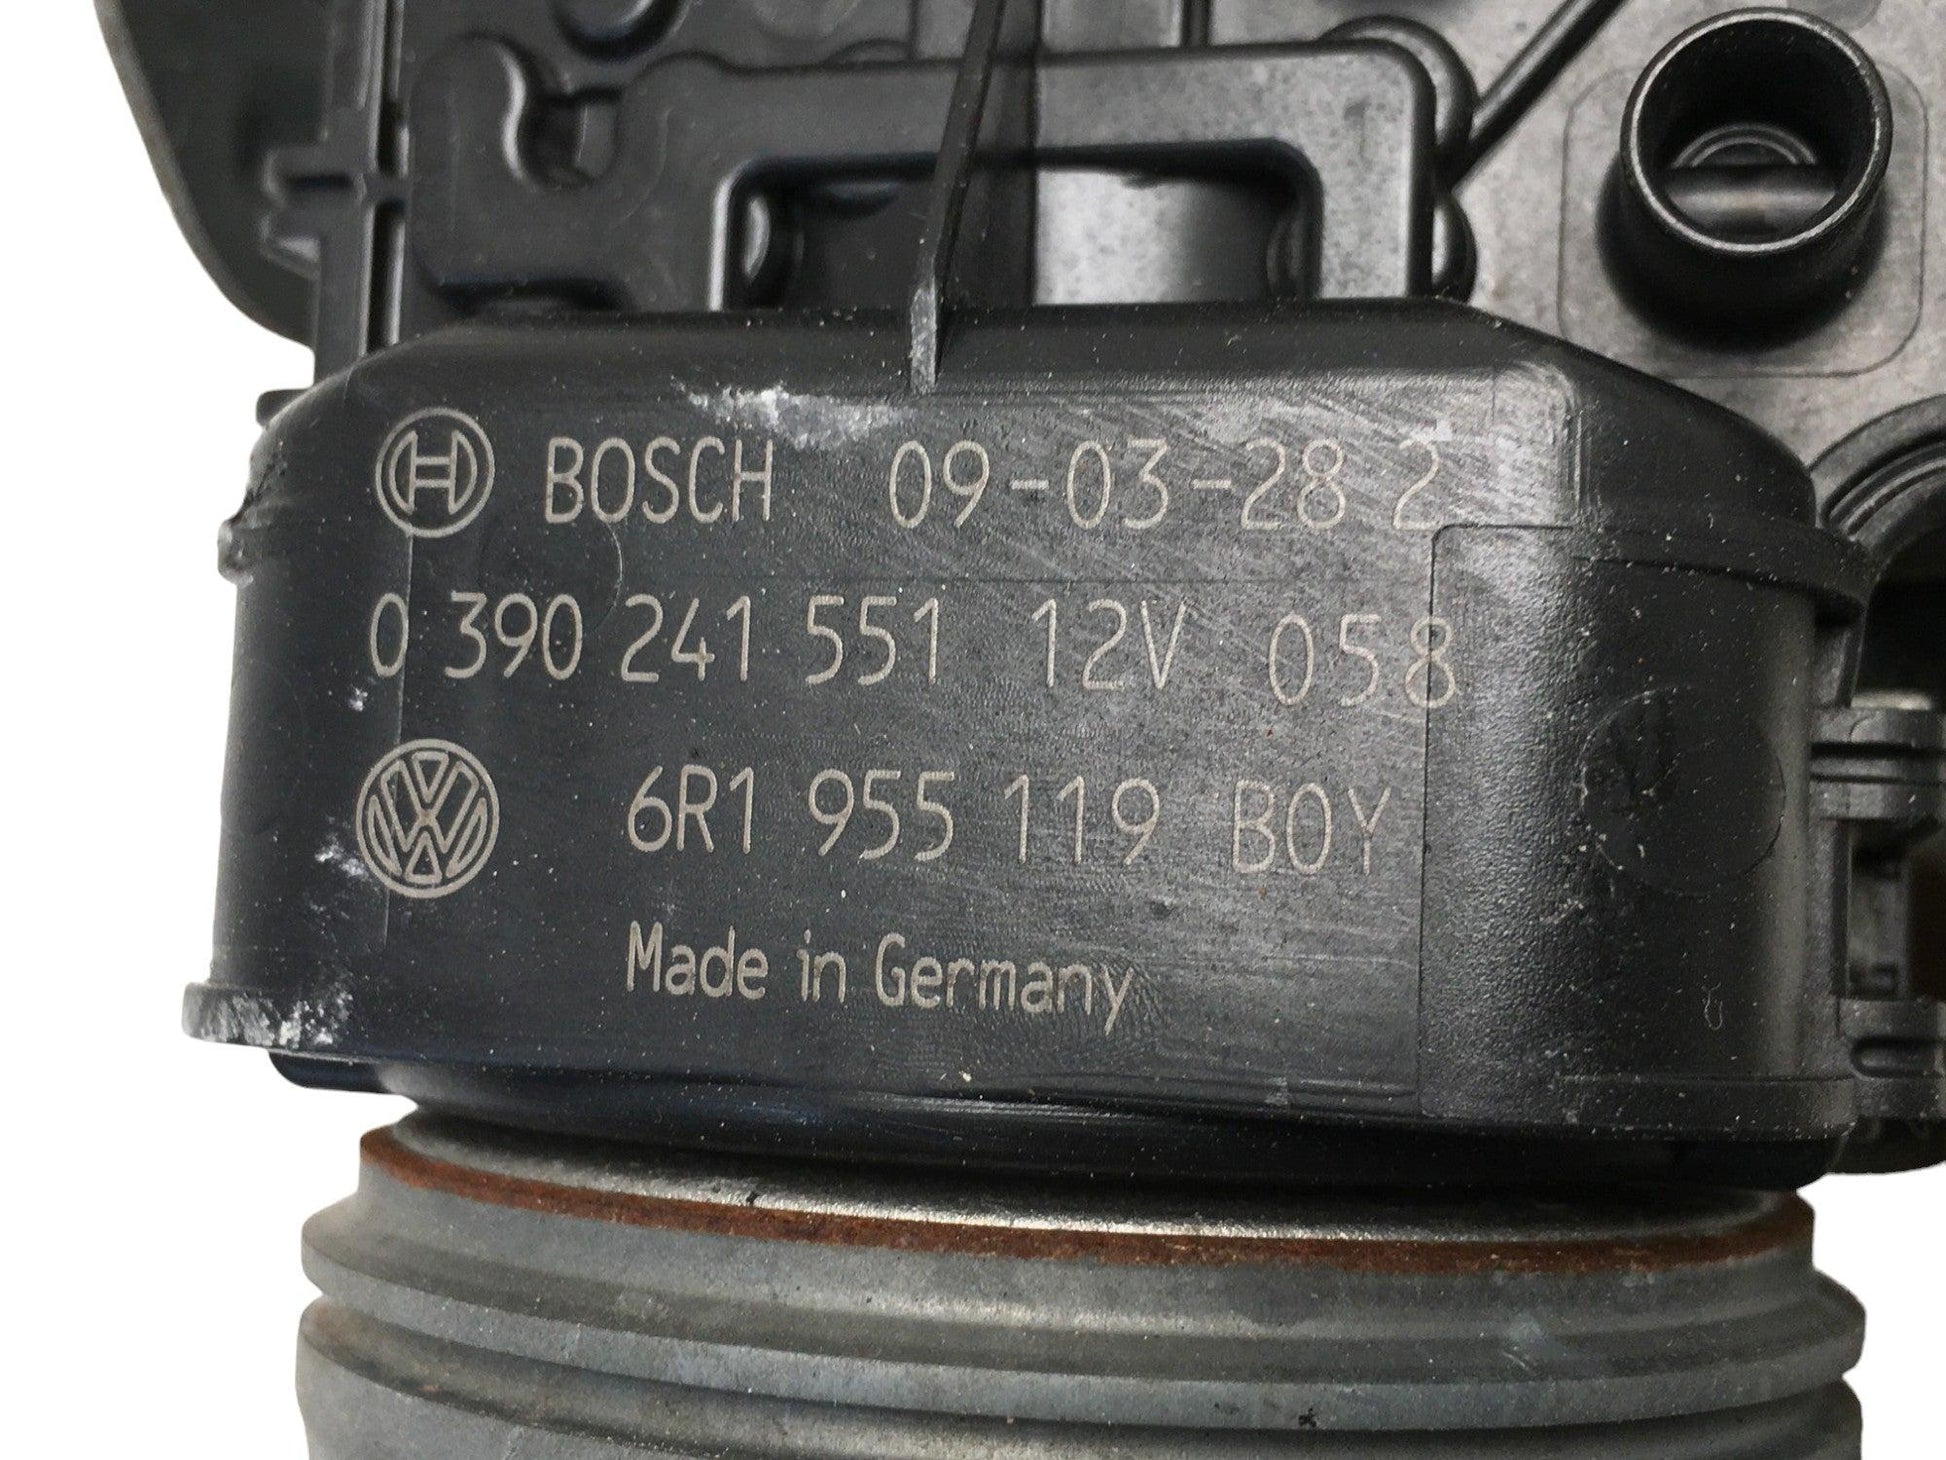 BOSCH 09-03-28 2
0 390 241 551 12V 058
6R1 955 119 B0Y
Made in Germany